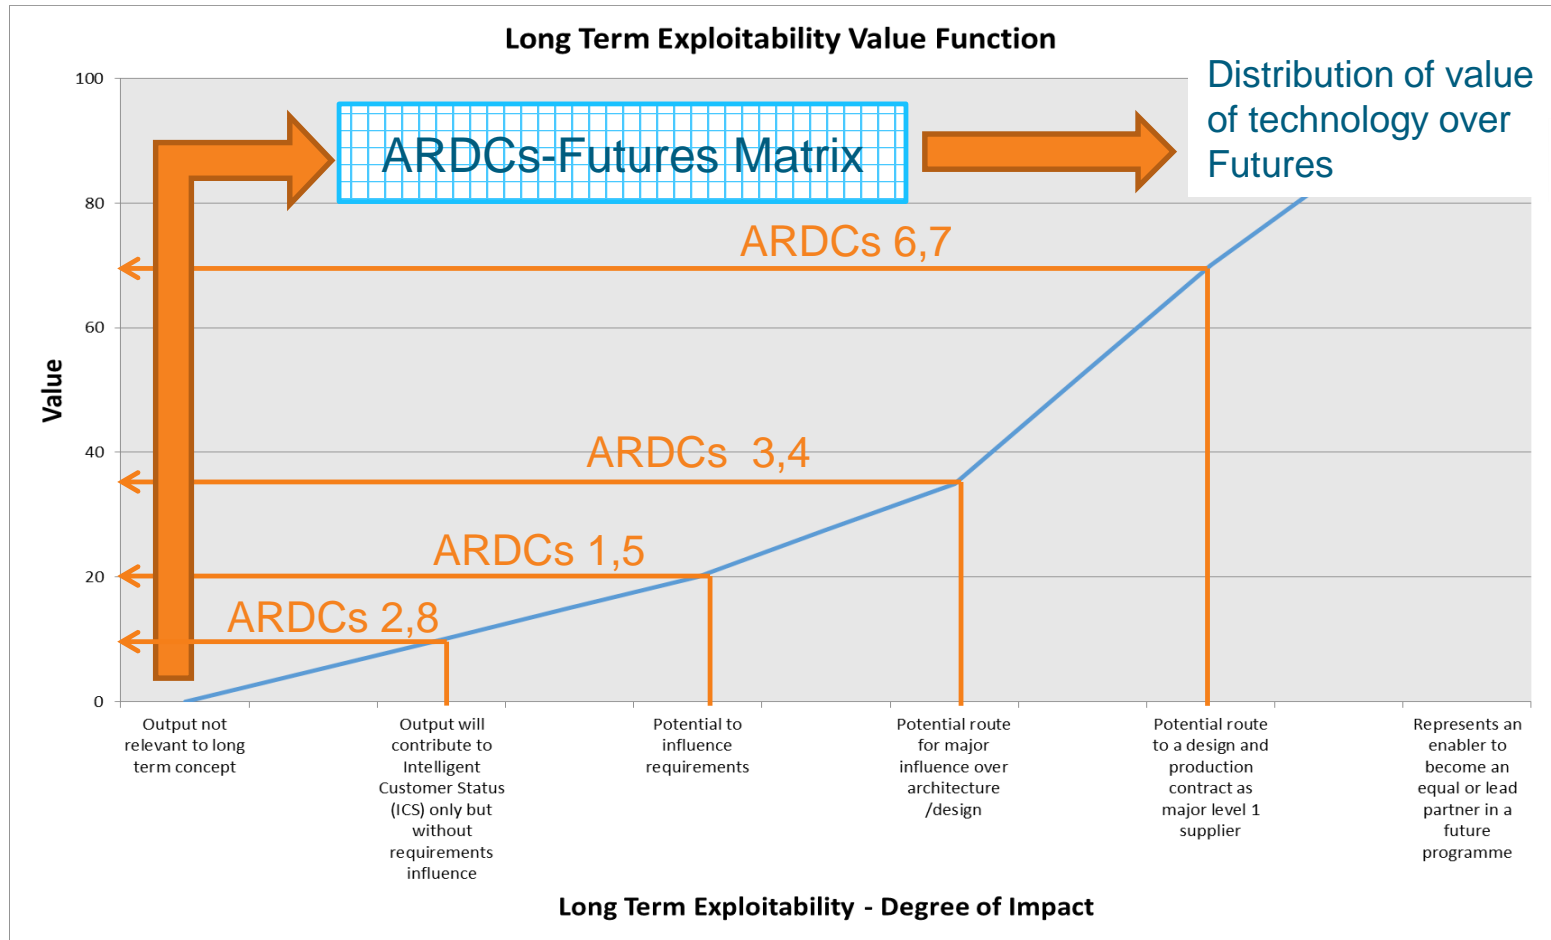 Long Term Exploitability Value Function
Distribution of value
of technology over
Futures
ARDCs-Futures Matrix
100
80
60
40
20
0
Value
ARDCs 6,7
ARDCs  3,4
ARDCs 1,5
ARDCs 2,8
Output not
relevant to long
term concept
Output will
contribute to
Intelligent
Customer Status
(ICS) only but
without
requirements
influence
Potential to
influence
requirements
Potential route
for major
influence over
architecture
/design
Potential route
to a design and
production
contract as
major level 1
supplier
Represents an
enabler to
become an
equal or lead
partner in a
future
programme
Long Term Exploitability - Degree of Impact